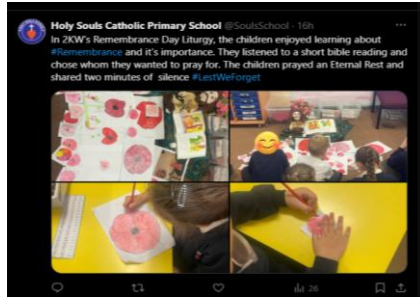 Holy Souls Catholic Primary School @SoulsSchool · 16h
In 2KW's Remembrance Day Liturgy, the children enjoyed learning about
#Remembrance and it's importance. They listened to a short bible reading and
chose whom they wanted to pray for. The children prayed an Eternal Rest and
shared two minutes of silence #LestWeForget
26